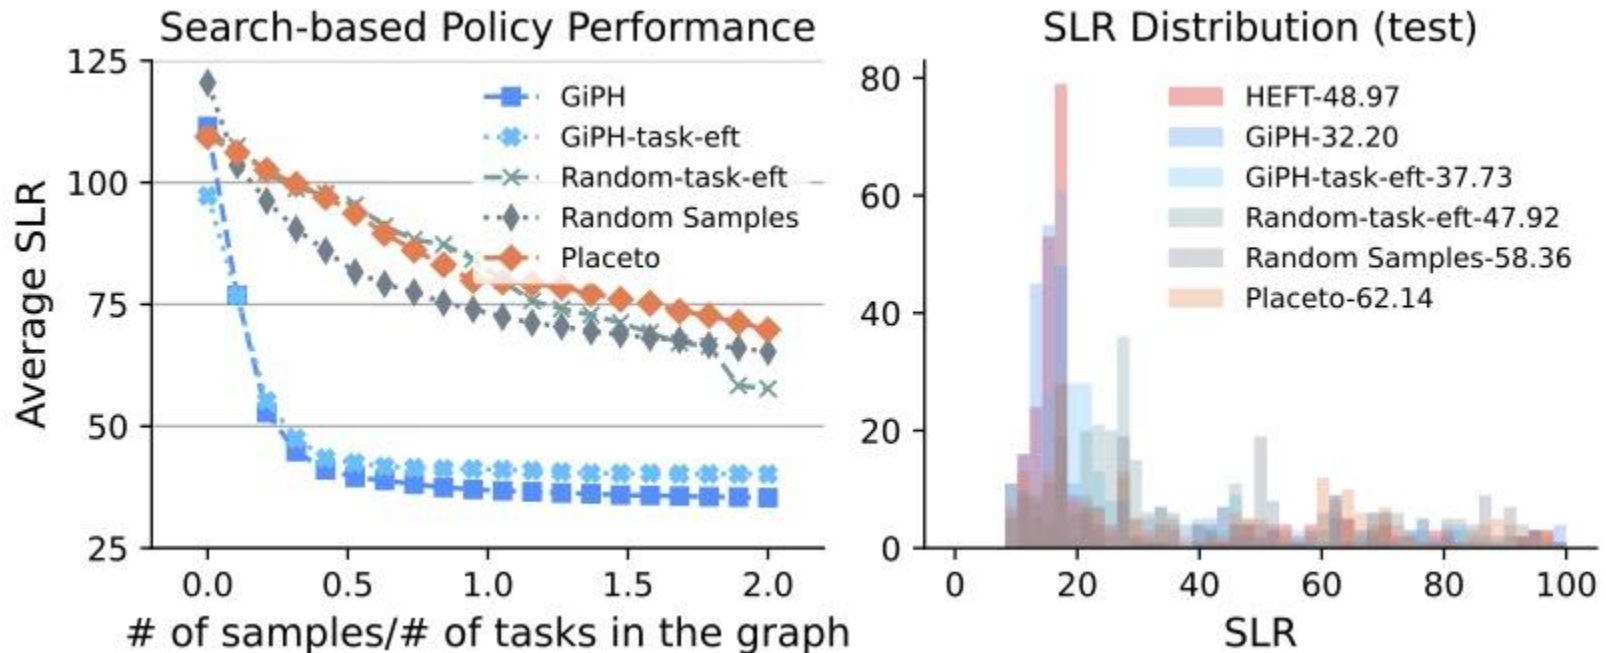 Search-based Policy Performance
125
100
75
50
25
Average SLR
GiPH
GiPH-task-eft
Random-task-eft
Random Samples
Placeto
0.0 0.5 1.0 1.5 2.0
# of samples/# of tasks in the graph
SLR Distribution (test)
80
60
40
20
0
HEFT-48.97
GiPH-32.20
GiPH-task-eft-37.73
Random-task-eft-47.92
Random Samples-58.36
Placeto-62.14
0 20 40 60 80 100
SLR